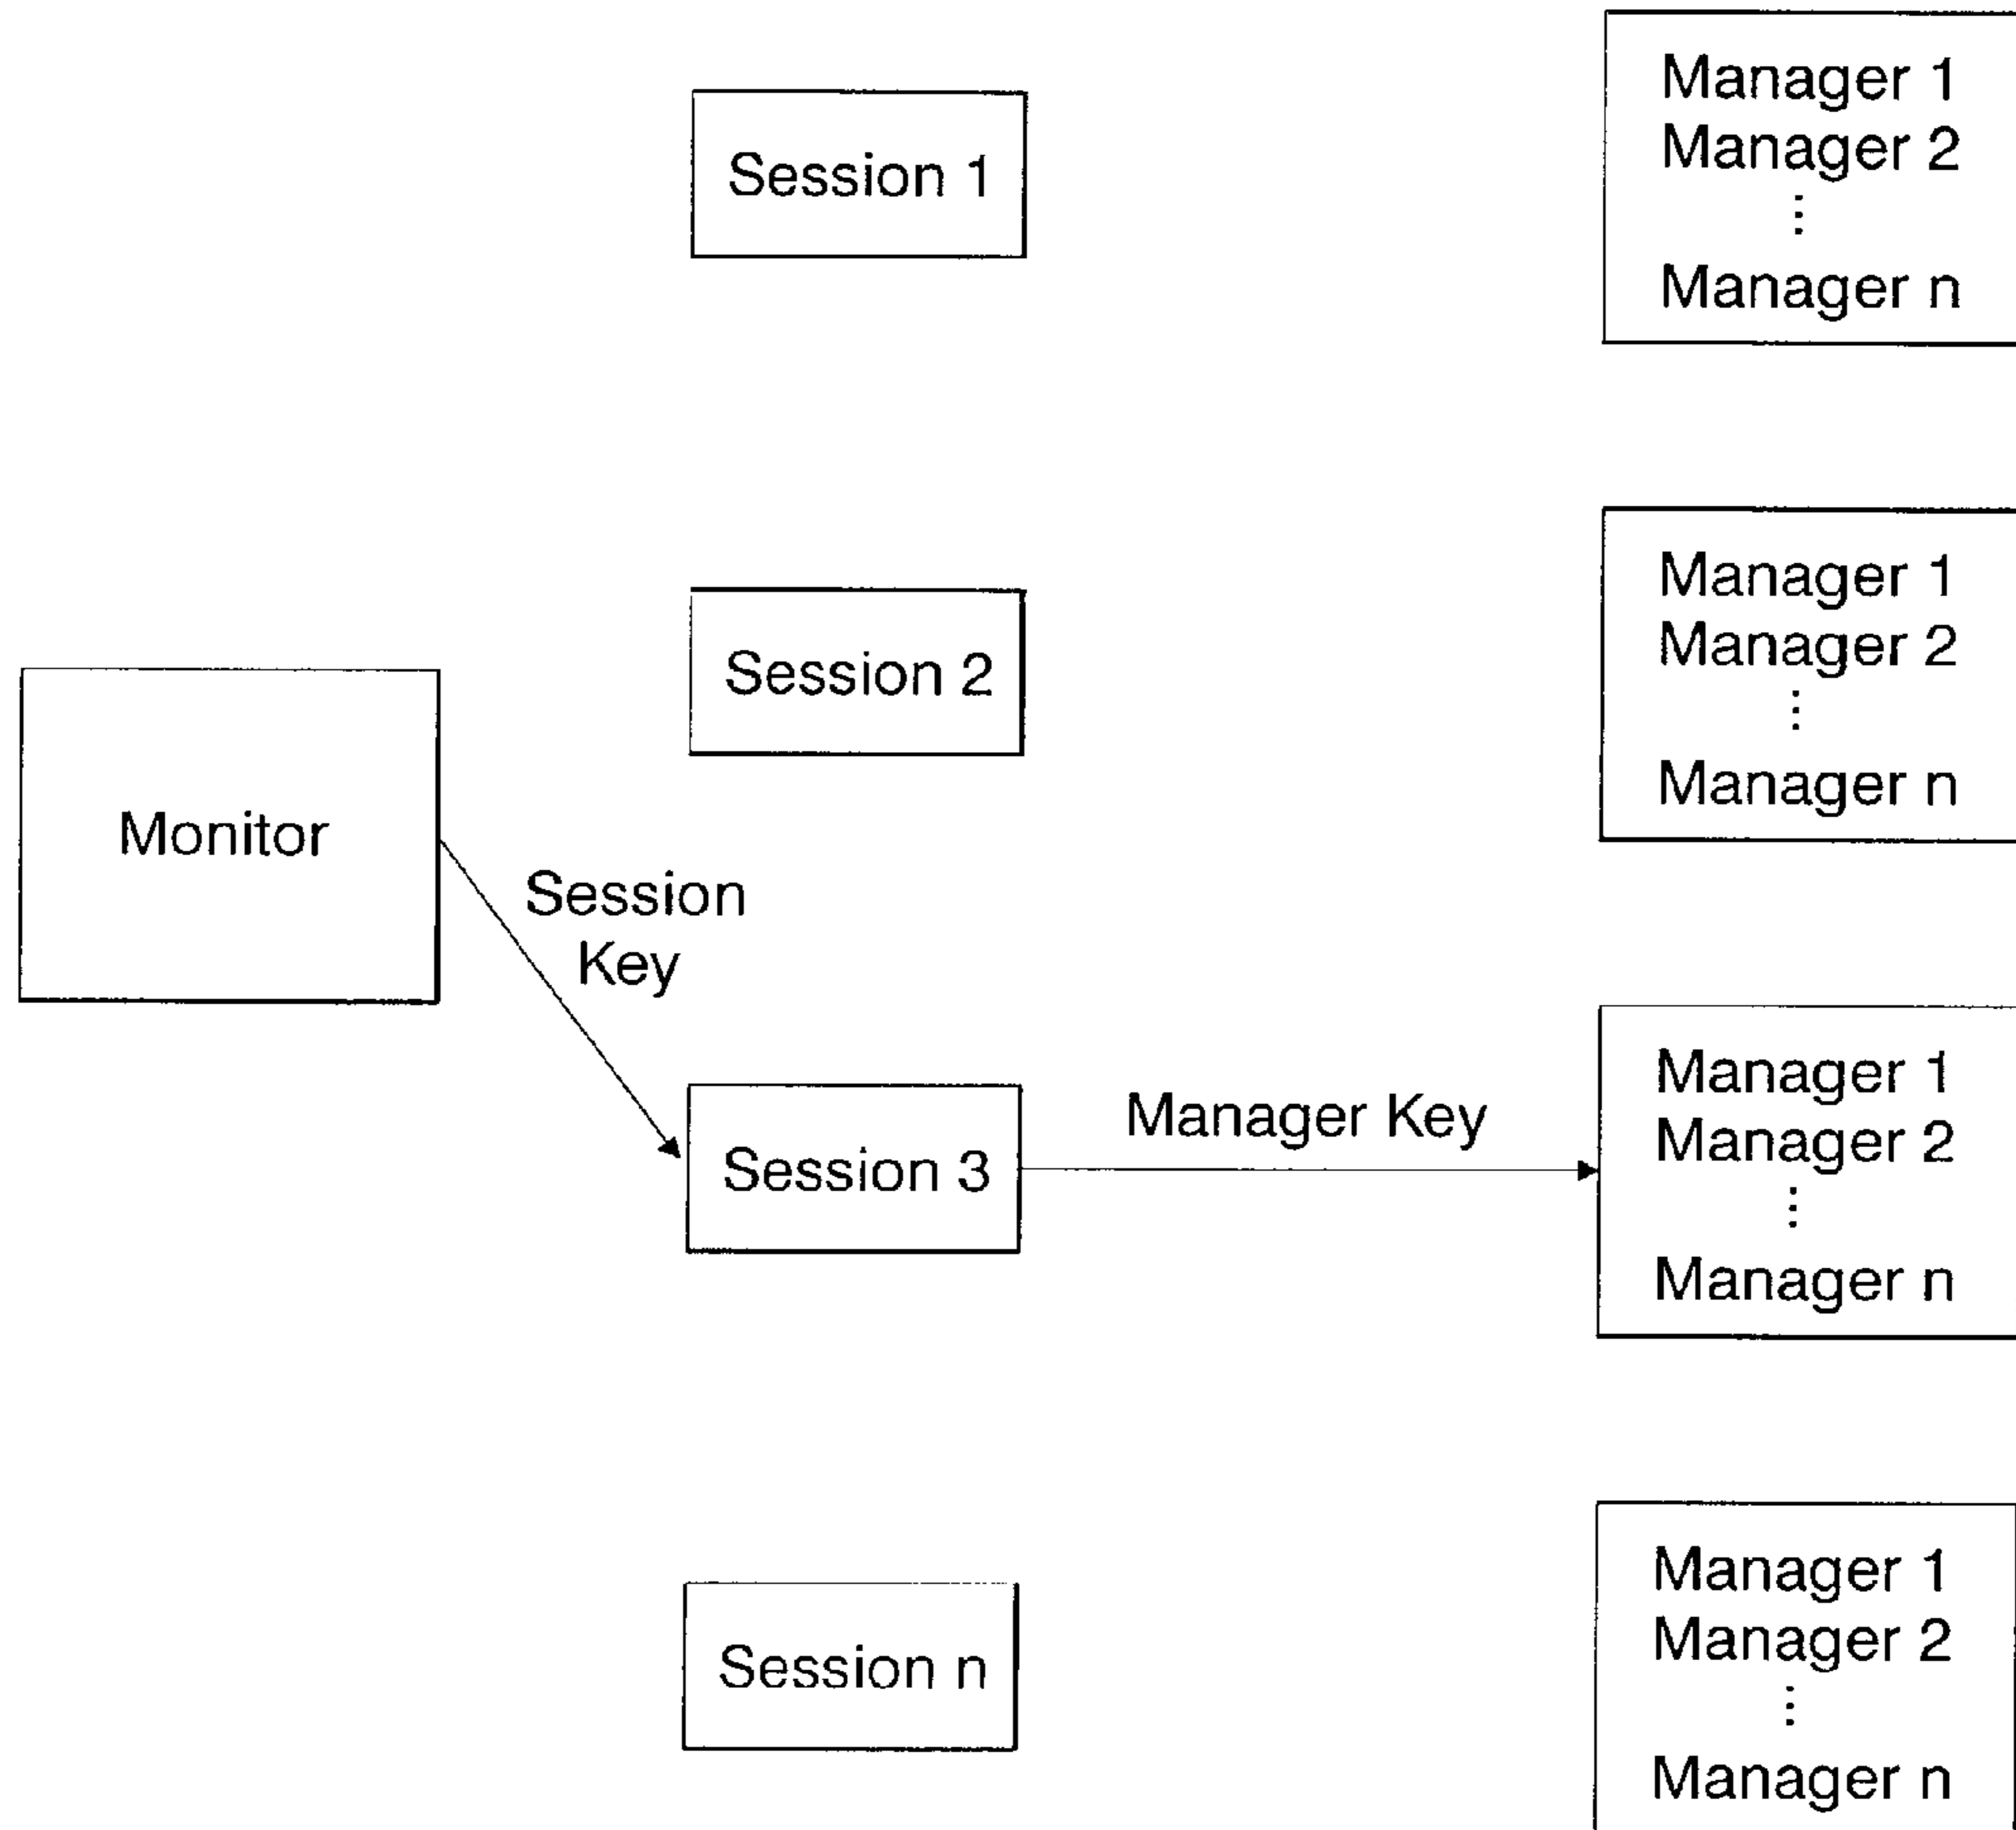 Manager 1
Manager 2
⋮
Manager n
Session 1
Manager 1
Manager 2
⋮
Manager n
Session 2
Monitor
Session
Key
Manager 1
Manager 2
⋮
Manager n
Manager Key
Session 3
Manager 1
Manager 2
⋮
Manager n
Session n